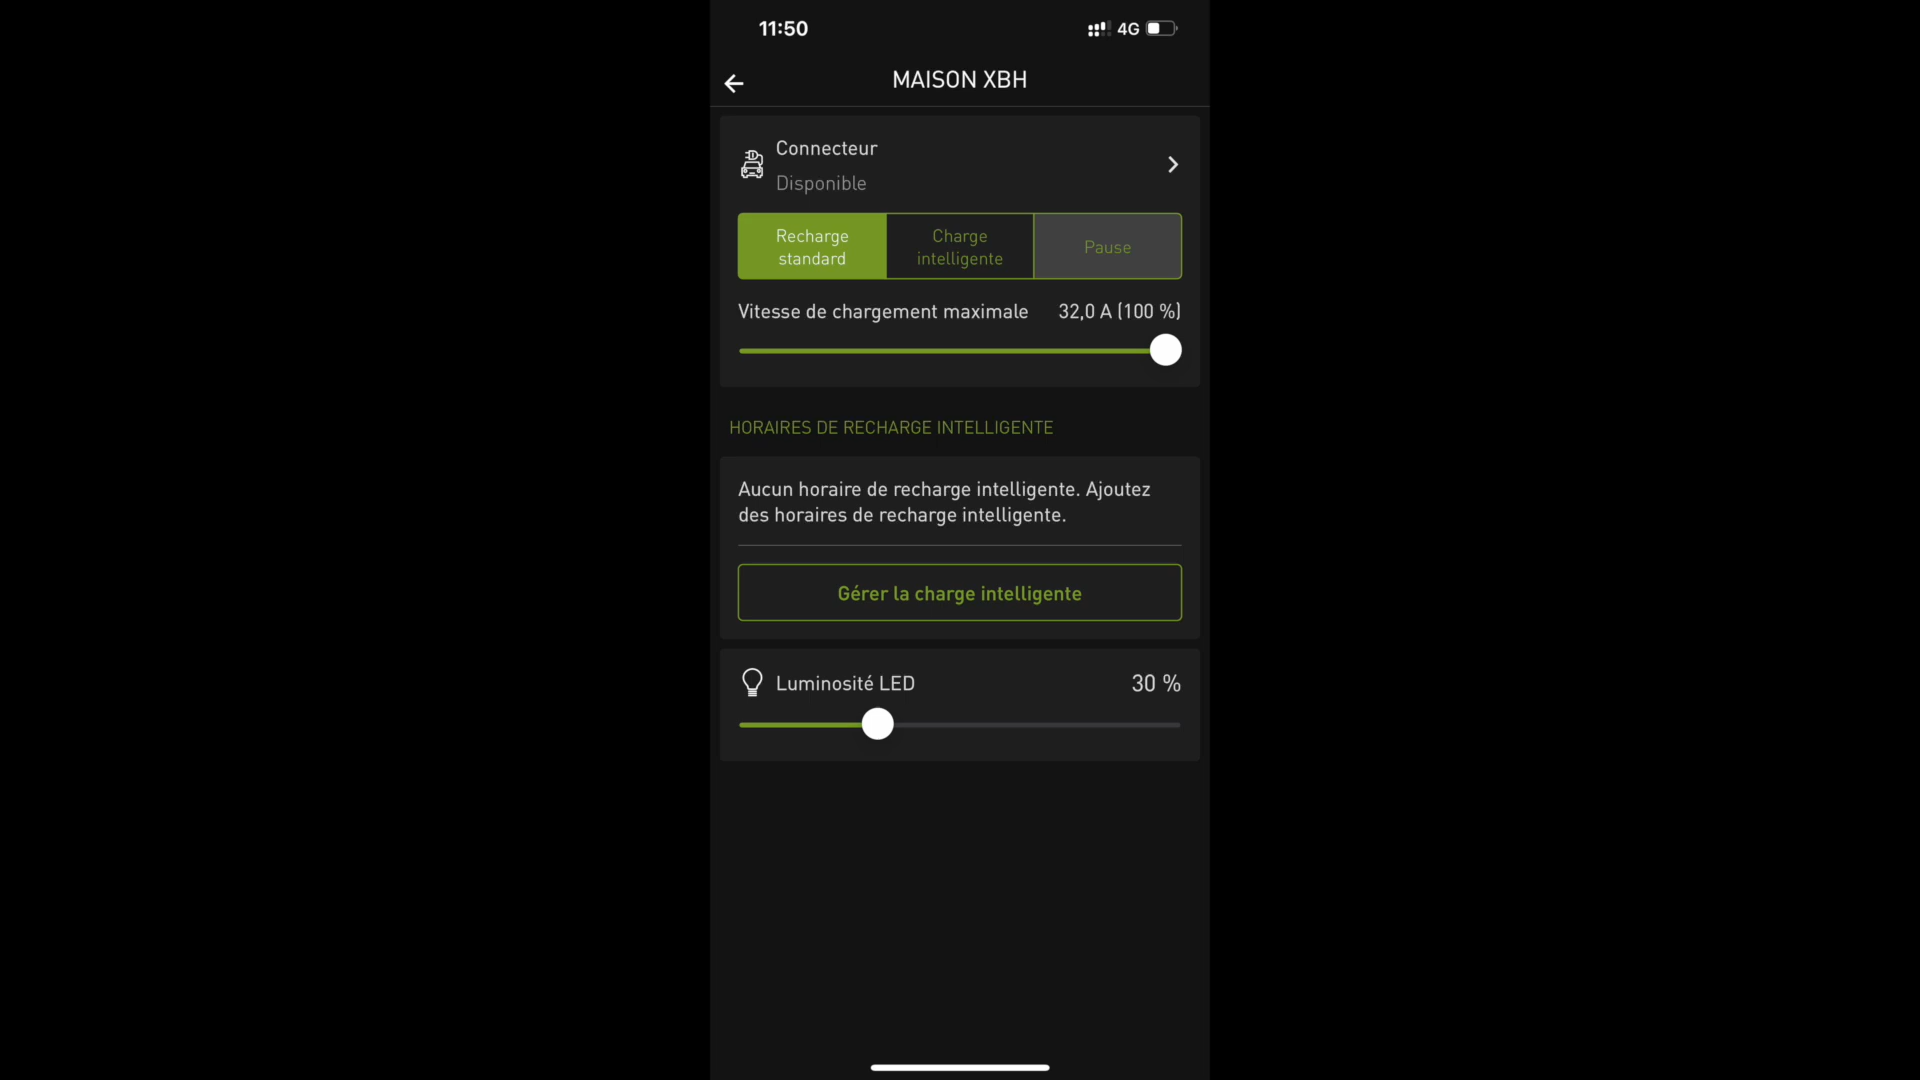 11:50
4G
MAISON XBH
Connecteur
Disponible
Recharge
standard
Charge
intelligente
Pause
Vitesse de chargement maximale 32,0 A (100 %)
HORAIRES DE RECHARGE INTELLIGENTE
Aucun horaire de recharge intelligente. Ajoutez
des horaires de recharge intelligente.
Gérer la charge intelligente
Luminosité LED 30 %